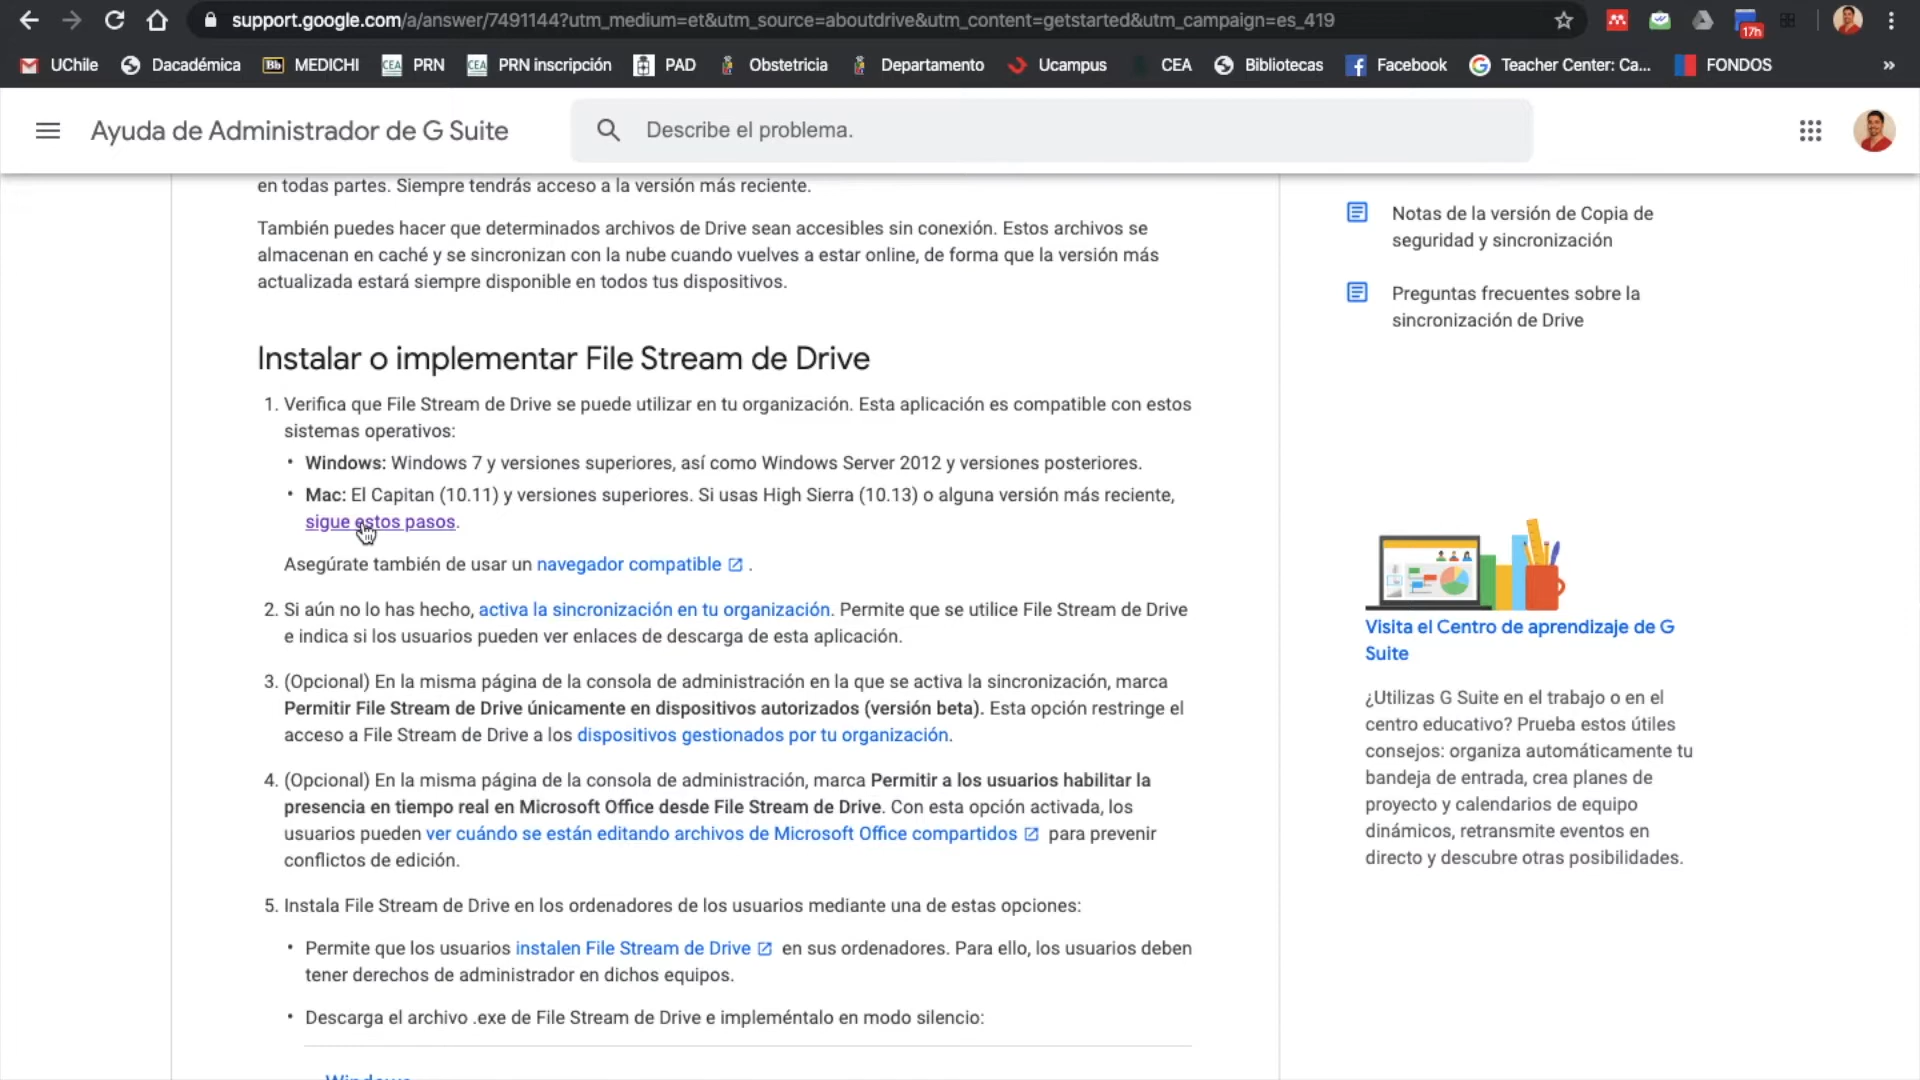 support.google.com/a/answer/7491144?utm_medium=et&utm_source=aboutdrive&utm_content=getstarted&utm_campaign=es_419
17h
UChile
Dacadémica
Bb MEDICHI
CEA PRN
CEA PRN inscripción
PAD
Obstetricia
Departamento
Ucampus
CEA
Bibliotecas
Facebook
Teacher Center: Ca...
FONDOS
»
Ayuda de Administrador de G Suite
Describe el problema.
en todas partes. Siempre tendrás acceso a la versión más reciente.
También puedes hacer que determinados archivos de Drive sean accesibles sin conexión. Estos archivos se
almacenan en caché y se sincronizan con la nube cuando vuelves a estar online, de forma que la versión más
actualizada estará siempre disponible en todos tus dispositivos.
Instalar o implementar File Stream de Drive
1. Verifica que File Stream de Drive se puede utilizar en tu organización. Esta aplicación es compatible con estos
sistemas operativos:
• Windows: Windows 7 y versiones superiores, así como Windows Server 2012 y versiones posteriores.
• Mac: El Capitan (10.11) y versiones superiores. Si usas High Sierra (10.13) o alguna versión más reciente,
sigue estos pasos.
Asegúrate también de usar un navegador compatible .
2. Si aún no lo has hecho, activa la sincronización en tu organización. Permite que se utilice File Stream de Drive
e indica si los usuarios pueden ver enlaces de descarga de esta aplicación.
3. (Opcional) En la misma página de la consola de administración en la que se activa la sincronización, marca
Permitir File Stream de Drive únicamente en dispositivos autorizados (versión beta). Esta opción restringe el
acceso a File Stream de Drive a los dispositivos gestionados por tu organización.
4. (Opcional) En la misma página de la consola de administración, marca Permitir a los usuarios habilitar la
presencia en tiempo real en Microsoft Office desde File Stream de Drive. Con esta opción activada, los
usuarios pueden ver cuándo se están editando archivos de Microsoft Office compartidos para prevenir
conflictos de edición.
5. Instala File Stream de Drive en los ordenadores de los usuarios mediante una de estas opciones:
• Permite que los usuarios instalen File Stream de Drive en sus ordenadores. Para ello, los usuarios deben
tener derechos de administrador en dichos equipos.
• Descarga el archivo .exe de File Stream de Drive e impleméntalo en modo silencio:
Windows
Notas de la versión de Copia de
seguridad y sincronización
Preguntas frecuentes sobre la
sincronización de Drive
Visita el Centro de aprendizaje de G
Suite
¿Utilizas G Suite en el trabajo o en el
centro educativo? Prueba estos útiles
consejos: organiza automáticamente tu
bandeja de entrada, crea planes de
proyecto y calendarios de equipo
dinámicos, retransmite eventos en
directo y descubre otras posibilidades.